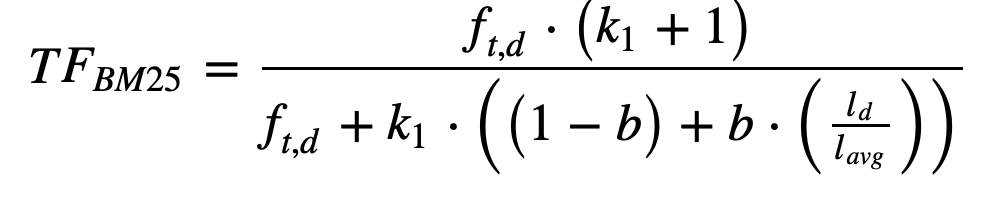 TF_{BM25} = \frac{f_{t,d} \cdot (k_1 + 1)}{f_{t,d} + k_1 \cdot \left( (1 - b) + b \cdot \left( \frac{l_d}{l_{avg}} \right) \right)}